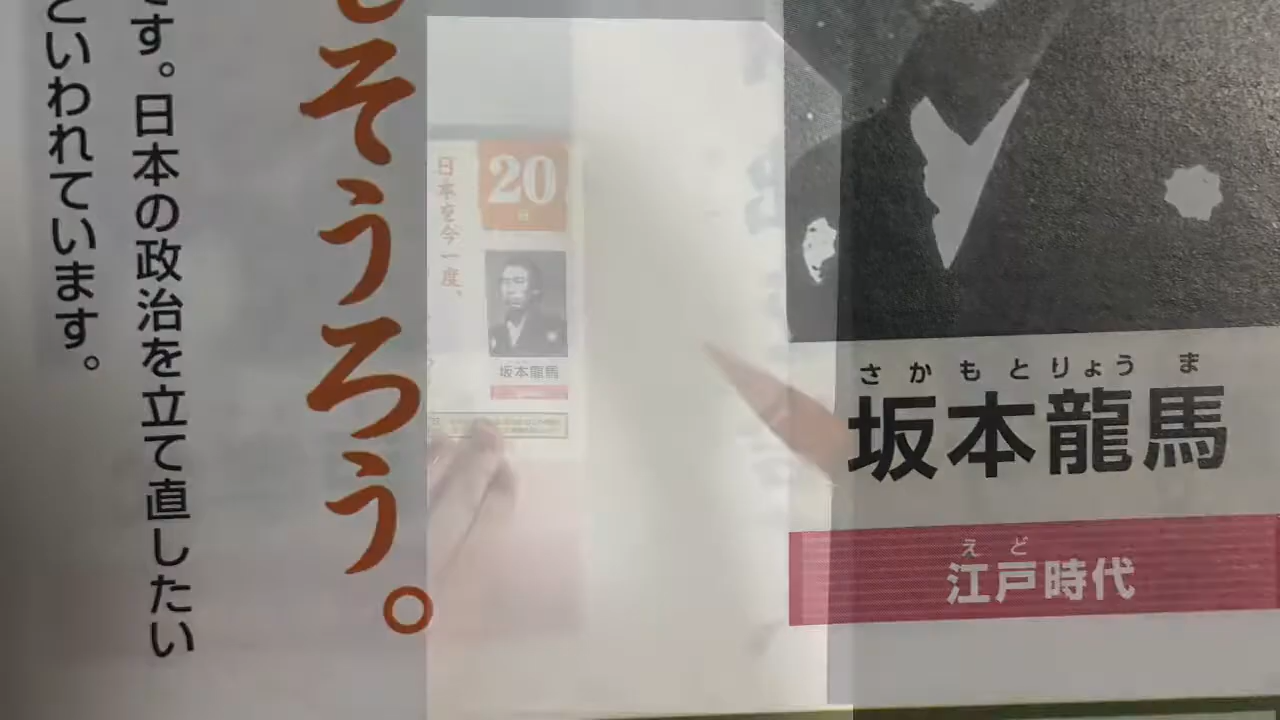 さかもとりょうま
坂本龍馬
えど
江戸時代
20
日
日本を今一度、
坂本龍馬
そうろう。
す。日本の政治を立て直したい
といわれています。